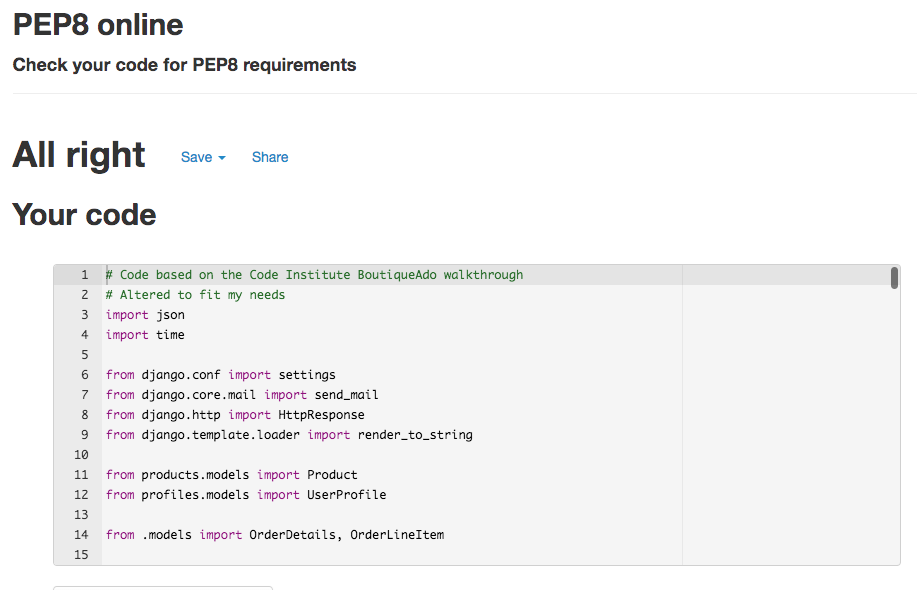 PEP8 online
Check your code for PEP8 requirements
All right Save Share
Your code
1 # Code based on the Code Institute BoutiqueAdo walkthrough
2 # Altered to fit my needs
3 import json
4 import time
5
6 from django.conf import settings
7 from django.core.mail import send_mail
8 from django.http import HttpResponse
9 from django.template.loader import render_to_string
10
11 from products.models import Product
12 from profiles.models import UserProfile
13
14 from .models import OrderDetails, OrderLineItem
15